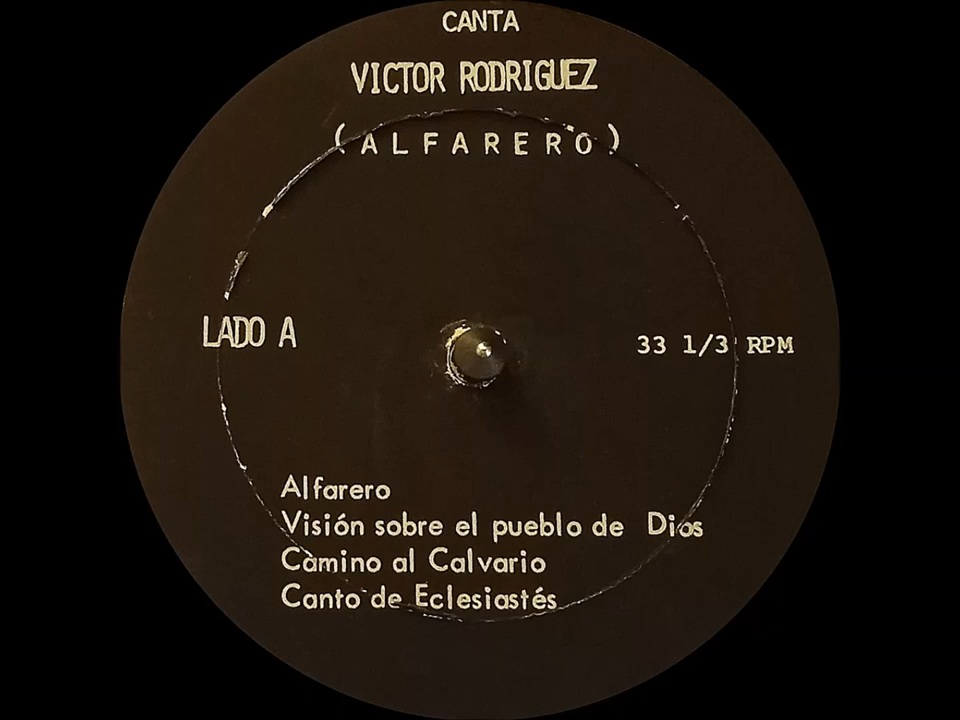 CANTA
VICTOR RODRIGUEZ
(ALFARERO)
LADO A
33 1/3 RPM
Alfarero
Visión sobre el pueblo de Dios
Camino al Calvario
Canto de Eclesiastés